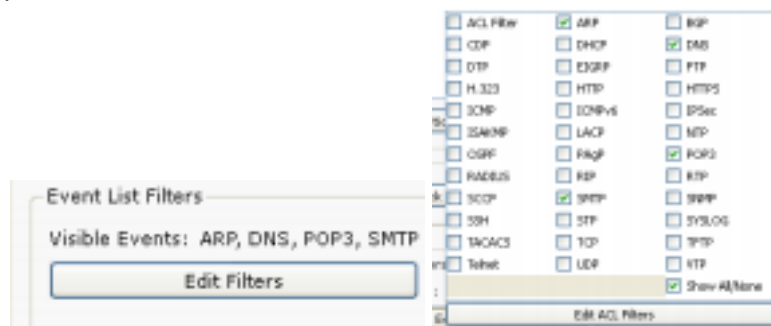 Event List Filters
Visible Events: ARP, DNS, POP3, SMTP
Edit Filters
ACL Filter ARP BGP
CDP DHCP DNS
DTP EIGRP FTP
H.323 HTTP HTTPS
ICMP ICMPv6 IPSec
ISAKMP LACP NTP
OSPF PAgP POP3
RADIUS RIP RTP
SCCP SMTP SNMP
SSH STP SYSLOG
TACACS TCP TFTP
Telnet UDP VTP
Show All/None
Edit ACL Filters